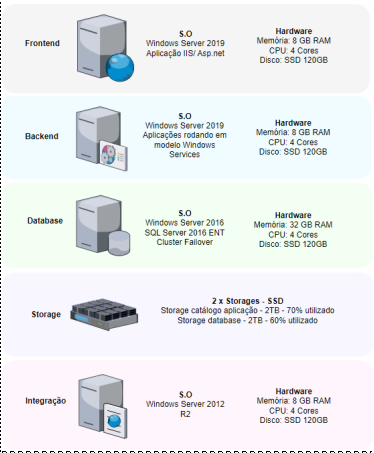 Frontend
S.O
Windows Server 2019
Aplicação IIS/ Asp.net
Hardware
Memória: 8 GB RAM
CPU: 4 Cores
Disco: SSD 120GB
Backend
S.O
Windows Server 2019
Aplicações rodando em
modelo Windows
Services
Hardware
Memória: 8 GB RAM
CPU: 4 Cores
Disco: SSD 120GB
Database
S.O
Windows Server 2016
SQL Server 2016 ENT
Cluster Failover
Hardware
Memória: 32 GB RAM
CPU: 4 Cores
Disco: SSD 120GB
Storage
2 x Storages - SSD
Storage catálogo aplicação - 2TB - 70% utilizado
Storage database - 2TB - 60% utilizado
Integração
S.O
Windows Server 2012
R2
Hardware
Memória: 8 GB RAM
CPU: 4 Cores
Disco: SSD 120GB